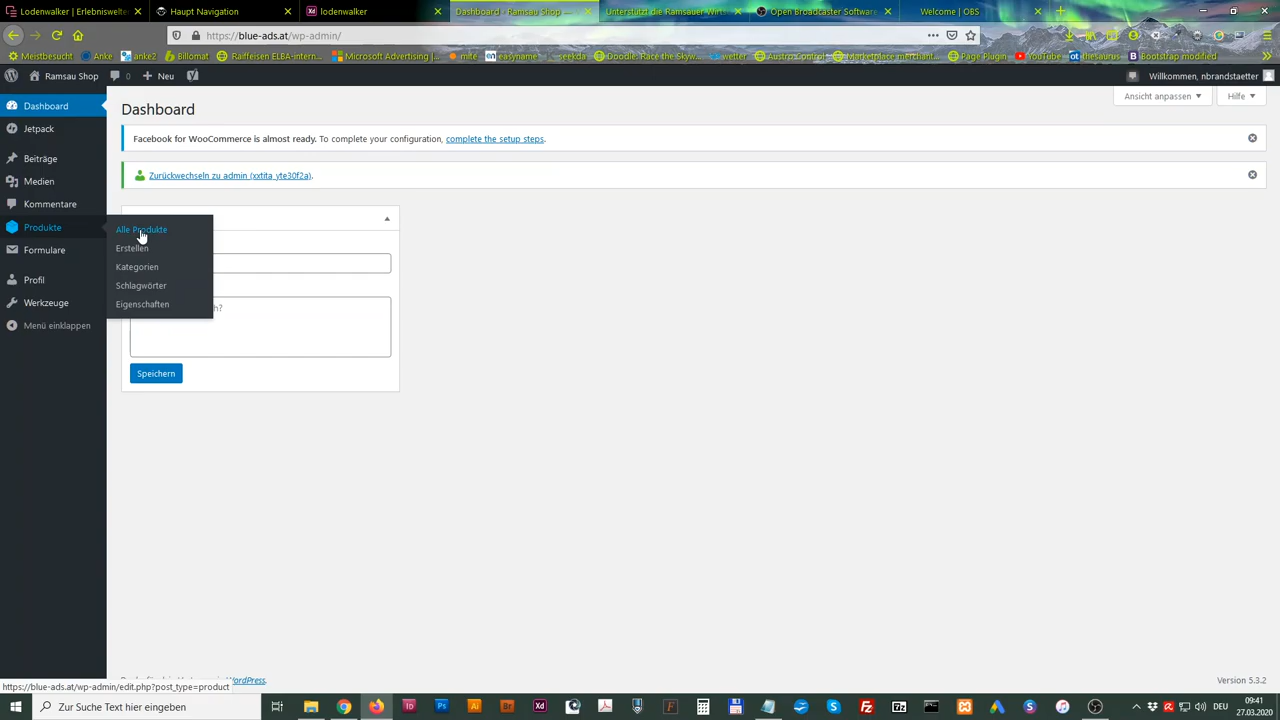 Lodenwalker | Erlebniswelten
Haupt Navigation
lodenwalker
Dashboard ‹ Ramsau Shop — W
Unterstützt die Ramsauer Wirts
Open Broadcaster Software
Welcome | OBS
https://blue-ads.at/wp-admin/
Meistbesucht
Anke
anke2
Billomat
Raiffeisen ELBA-intern...
Microsoft Advertising |...
mite
easyname
seekda
Doodle: Race the Skyw...
wetter
AustroControl
Marketplace merchant...
Page Plugin
YouTube
thesaurus
Bootstrap modified
Ramsau Shop
0
Neu
Willkommen, nbrandstaetter
Dashboard
Jetpack
Beiträge
Medien
Kommentare
Produkte
Formulare
Profil
Werkzeuge
Menü einklappen
Alle Produkte
Erstellen
Kategorien
Schlagwörter
Eigenschaften
Dashboard
Ansicht anpassen
Hilfe
Facebook for WooCommerce is almost ready. To complete your configuration, complete the setup steps.
Zurückwechseln zu admin (xxtita_yte30f2a).
h?
Speichern
WordPress.
Version 5.3.2
https://blue-ads.at/wp-admin/edit.php?post_type=product
Zur Suche Text hier eingeben
DEU
09:41
27.03.2020